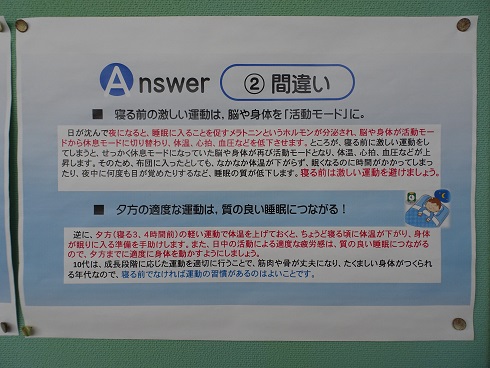 Answer ② 間違い
■ 寝る前の激しい運動は，脳や身体を「活動モード」に。
日が沈んで夜になると、睡眠に入ることを促すメラトニンというホルモンが分泌され、脳や身体が活動モー
ドから休息モードに切り替わり、体温、心拍、血圧などを低下させます。ところが、寝る前に激しい運動をし
てしまうと、せっかく休息モードになっていた脳や身体が再び活動モードとなり、体温、心拍、血圧などが上
昇します。そのため、布団に入ったとしても、なかなか体温が下がらず、眠くなるのに時間がかかってしまっ
たり、夜中に何度も目が覚めたりするなど、睡眠の質が低下します。寝る前は激しい運動を避けましょう。
■ 夕方の適度な運動は，質の良い睡眠につながる！
逆に、夕方（寝る3、4時間前）の軽い運動で体温を上げておくと、ちょうど寝る頃に体温が下がり、身体
が眠りに入る準備を手助けします。また、日中の活動による適度な疲労感は、質の良い睡眠につながる
ので、夕方までに適度に身体を動かすようにしましょう。
10代は、成長段階に応じた運動を適切に行うことで、筋肉や骨が丈夫になり、たくましい身体がつくられ
る年代なので、寝る前でなければ運動の習慣があるのはよいことです。